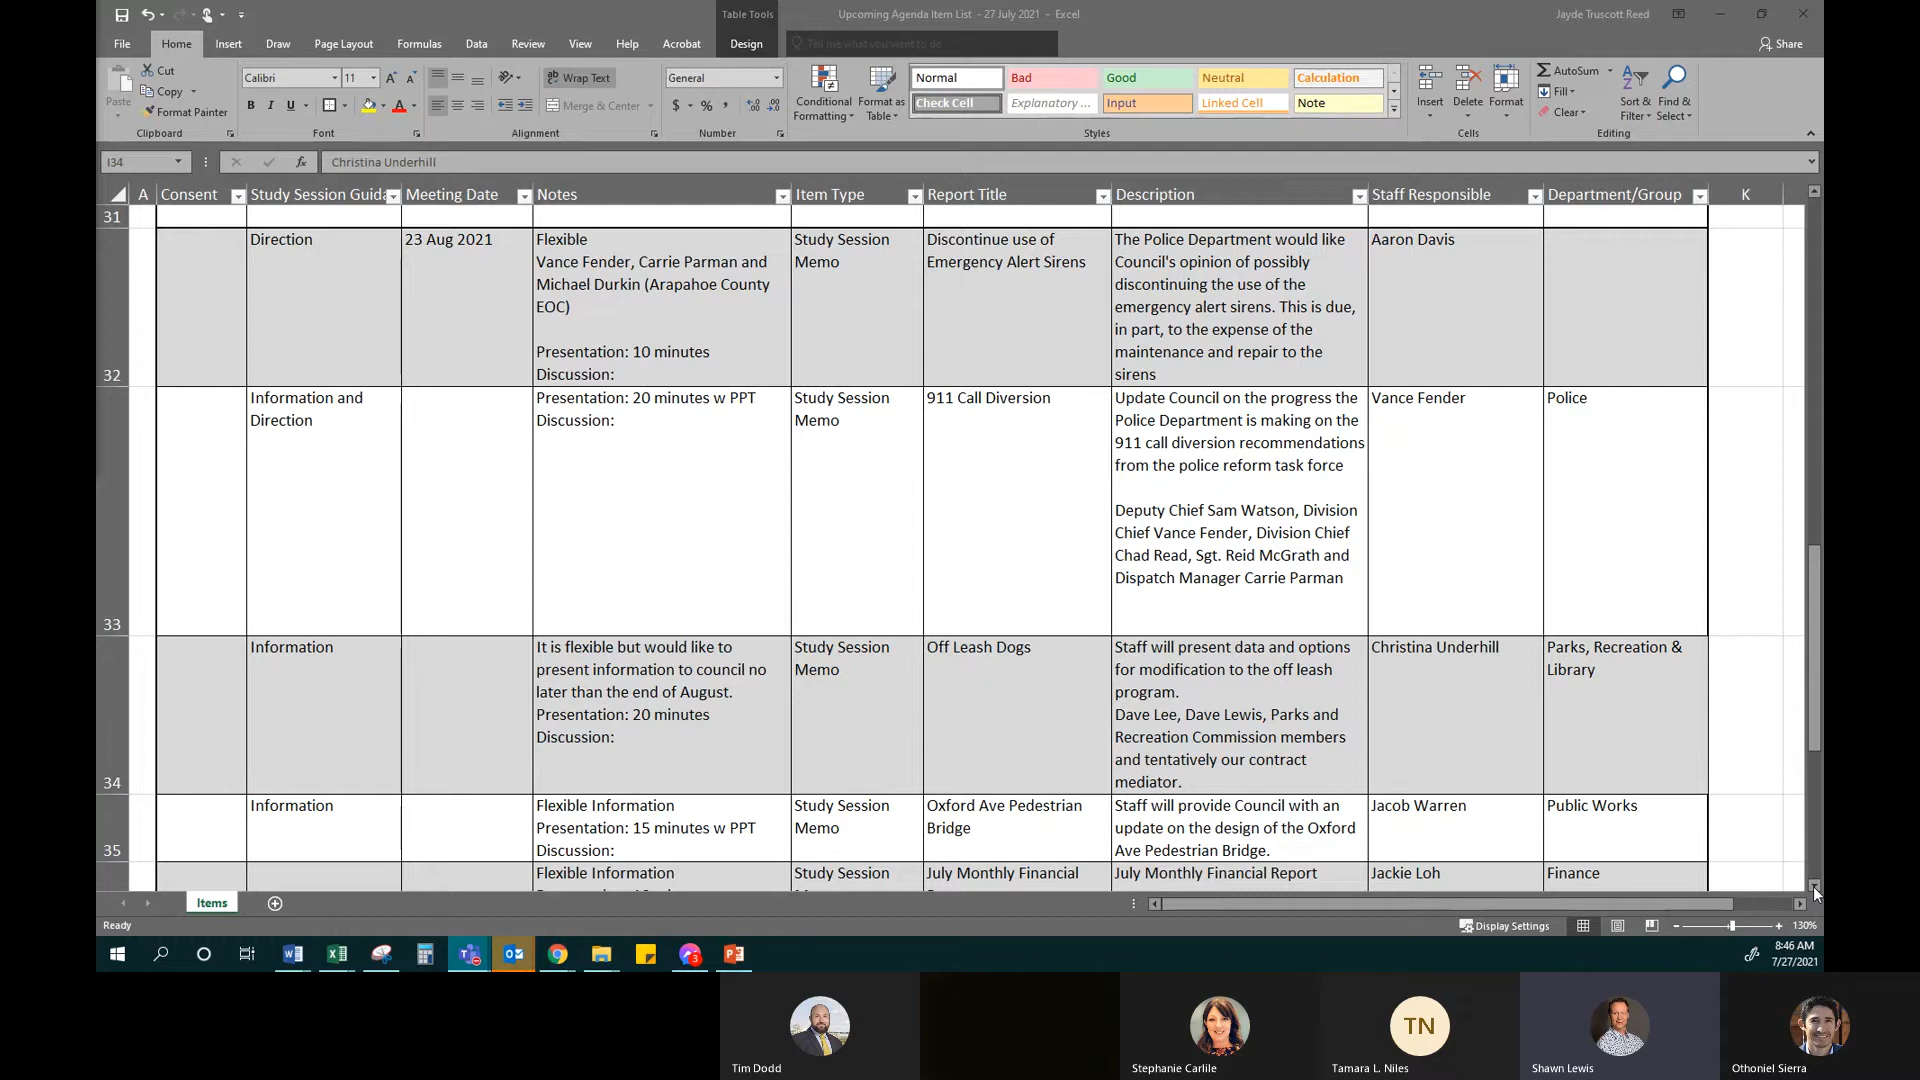 Table Tools
Upcoming Agenda Item List - 27 July 2021 - Excel
Jayde Truscott Reed
File Home Insert Draw Page Layout Formulas Data Review View Help Acrobat Design Tell me what you want to do Share
Cut
Copy
Format Painter
Paste
Clipboard
Calibri 11
B I U
Font
Wrap Text
Merge & Center
Alignment
General
$ %
Number
Conditional Formatting
Format as Table
Normal Bad Good Neutral Calculation
Check Cell Explanatory ... Input Linked Cell Note
Styles
Insert Delete Format
Cells
AutoSum
Fill
Clear
Sort & Filter
Find & Select
Editing
I34 fx Christina Underhill
A Consent Study Session Guida Meeting Date Notes Item Type Report Title Description Staff Responsible Department/Group K
31
32
Direction
23 Aug 2021
Flexible
Vance Fender, Carrie Parman and
Michael Durkin (Arapahoe County
EOC)
Presentation: 10 minutes
Discussion:
Study Session
Memo
Discontinue use of
Emergency Alert Sirens
The Police Department would like
Council's opinion of possibly
discontinuing the use of the
emergency alert sirens. This is due,
in part, to the expense of the
maintenance and repair to the
sirens
Aaron Davis
33
Information and
Direction
Presentation: 20 minutes w PPT
Discussion:
Study Session
Memo
911 Call Diversion
Update Council on the progress the
Police Department is making on the
911 call diversion recommendations
from the police reform task force
Deputy Chief Sam Watson, Division
Chief Vance Fender, Division Chief
Chad Read, Sgt. Reid McGrath and
Dispatch Manager Carrie Parman
Vance Fender
Police
34
Information
It is flexible but would like to
present information to council no
later than the end of August.
Presentation: 20 minutes
Discussion:
Study Session
Memo
Off Leash Dogs
Staff will present data and options
for modification to the off leash
program.
Dave Lee, Dave Lewis, Parks and
Recreation Commission members
and tentatively our contract
mediator.
Christina Underhill
Parks, Recreation &
Library
35
Information
Flexible Information
Presentation: 15 minutes w PPT
Discussion:
Study Session
Memo
Oxford Ave Pedestrian
Bridge
Staff will provide Council with an
update on the design of the Oxford
Ave Pedestrian Bridge.
Jacob Warren
Public Works
Flexible Information
Study Session
July Monthly Financial
July Monthly Financial Report
Jackie Loh
Finance
Items
Ready
Display Settings
130%
3
8:46 AM
7/27/2021
TN
Tim Dodd
Stephanie Carlile
Tamara L. Niles
Shawn Lewis
Othoniel Sierra